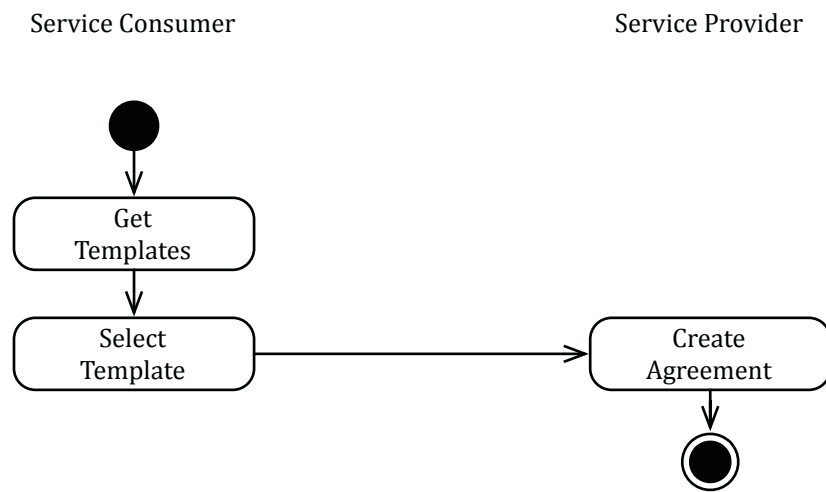 Service Consumer
Service Provider
Get
Templates
Select
Template
Create
Agreement